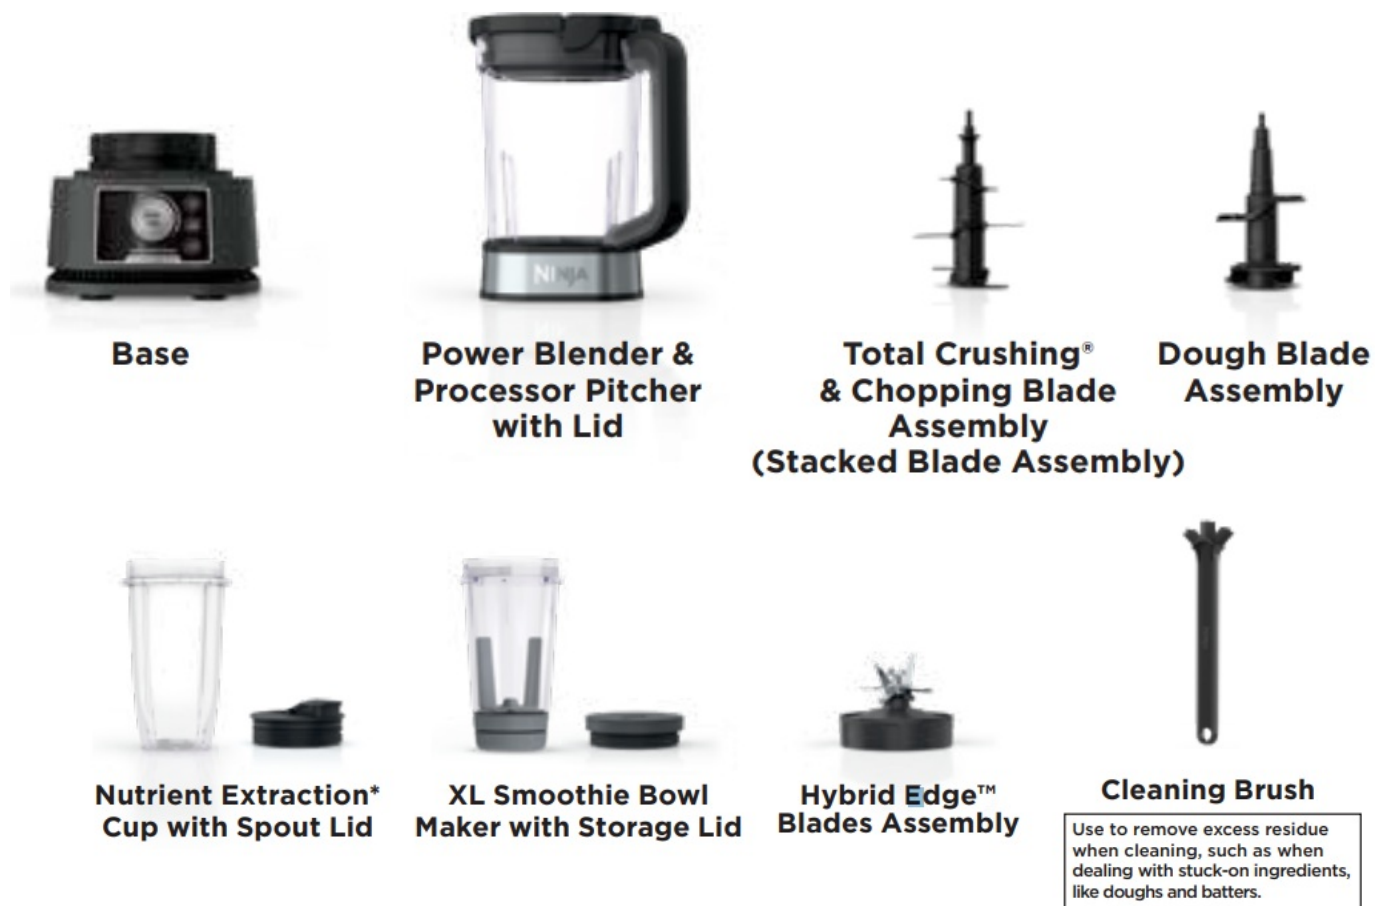 NINJA
Base
Power Blender &
Processor Pitcher
with Lid
Total Crushing®
& Chopping Blade
Assembly
(Stacked Blade Assembly)
Dough Blade
Assembly
Nutrient Extraction*
Cup with Spout Lid
XL Smoothie Bowl
Maker with Storage Lid
Hybrid Edge™
Blades Assembly
Cleaning Brush
Use to remove excess residue
when cleaning, such as when
dealing with stuck-on ingredients,
like doughs and batters.